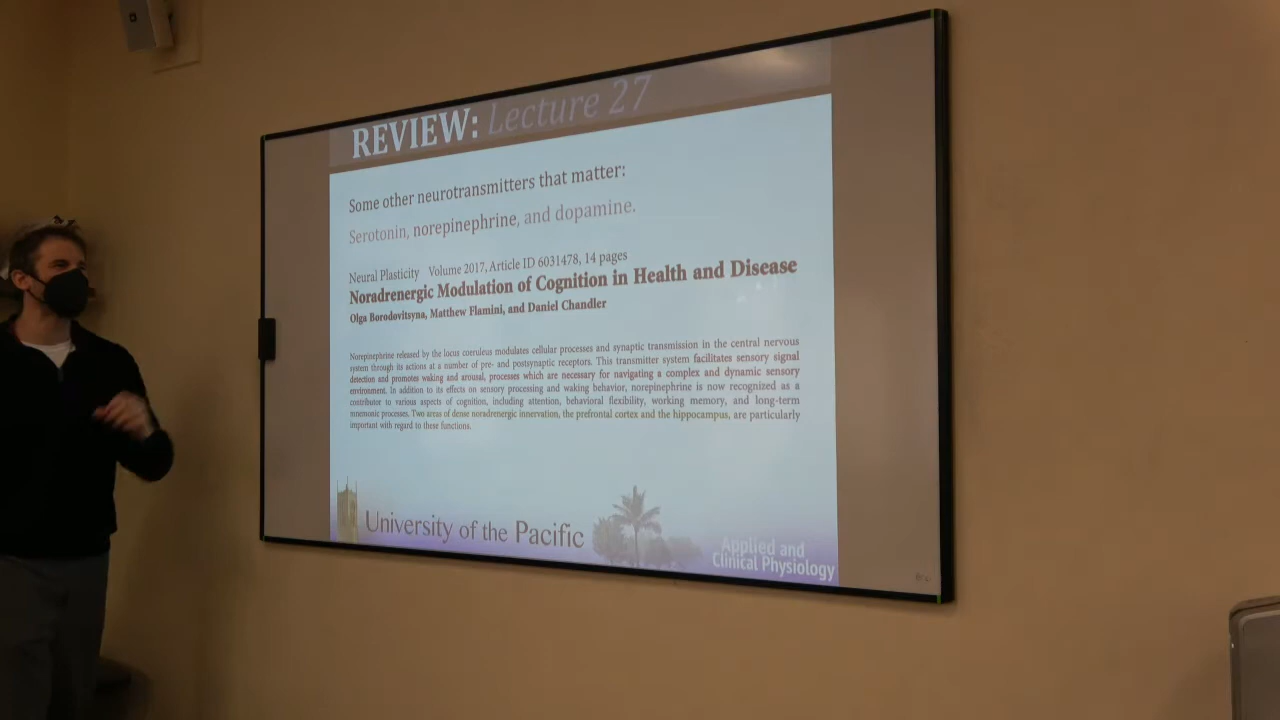 REVIEW: Lecture 27
Some other neurotransmitters that matter:
Serotonin, norepinephrine, and dopamine.
Neural Plasticity Volume 2017, Article ID 6031478, 14 pages
Noradrenergic Modulation of Cognition in Health and Disease
Olga Borodovitsyna, Matthew Flamini, and Daniel Chandler
Norepinephrine released by the locus coeruleus modulates cellular processes and synaptic transmission in the central nervous
system through its actions at a number of pre- and postsynaptic receptors. This transmitter system facilitates sensory signal
detection and promotes waking and arousal, processes which are necessary for navigating a complex and dynamic sensory
environment. In addition to its effects on sensory processing and waking behavior, norepinephrine is now recognized as a
contributor to various aspects of cognition, including attention, behavioral flexibility, working memory, and long-term
mnemonic processes. Two areas of dense noradrenergic innervation, the prefrontal cortex and the hippocampus, are particularly
important with regard to these functions.
University of the Pacific
Applied and
Clinical Physiology